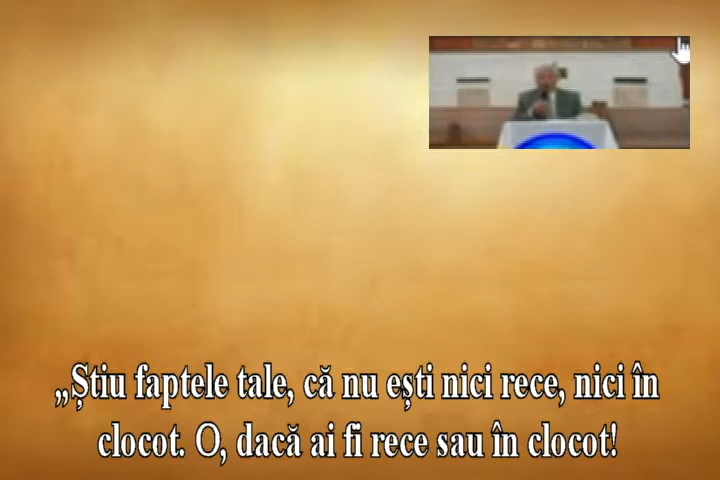 „Știu faptele tale, că nu ești nici rece, nici în
clocot. O, dacă ai fi rece sau în clocot!